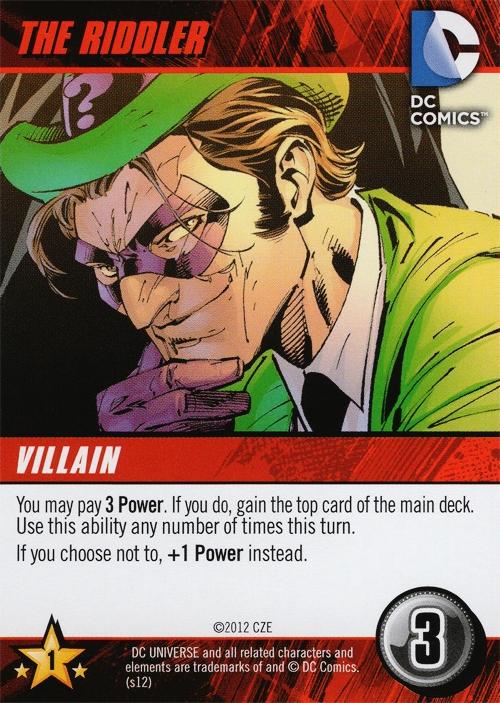 THE RIDDLER
DC
DC
COMICS™
?
VILLAIN
You may pay 3 Power. If you do, gain the top card of the main deck.
Use this ability any number of times this turn.
If you choose not to, +1 Power instead.
©2012 CZE
1
DC UNIVERSE and all related characters and
elements are trademarks of and © DC Comics.
(s12)
3